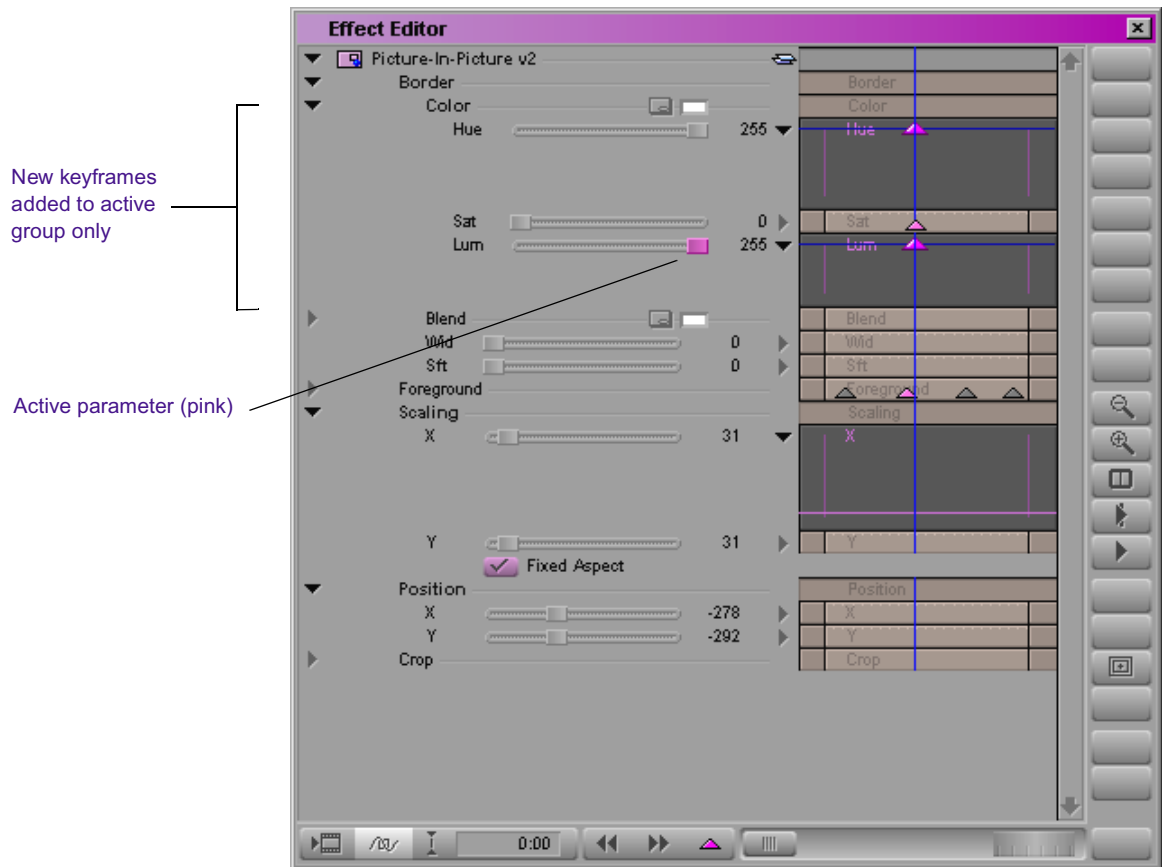 Effect Editor
Picture-In-Picture v2
Border
Border
Color
Color
Hue 255
Hue
New keyframes
added to active
group only
Sat 0
Sat
Lum 255
Lum
Blend
Blend
Wid 0
Wid
Sft 0
Sft
Active parameter (pink)
Foreground
Foreground
Scaling
Scaling
X 31
X
Y 31
Y
Fixed Aspect
Position
Position
X -278
X
Y -292
Y
Crop
Crop
0:00